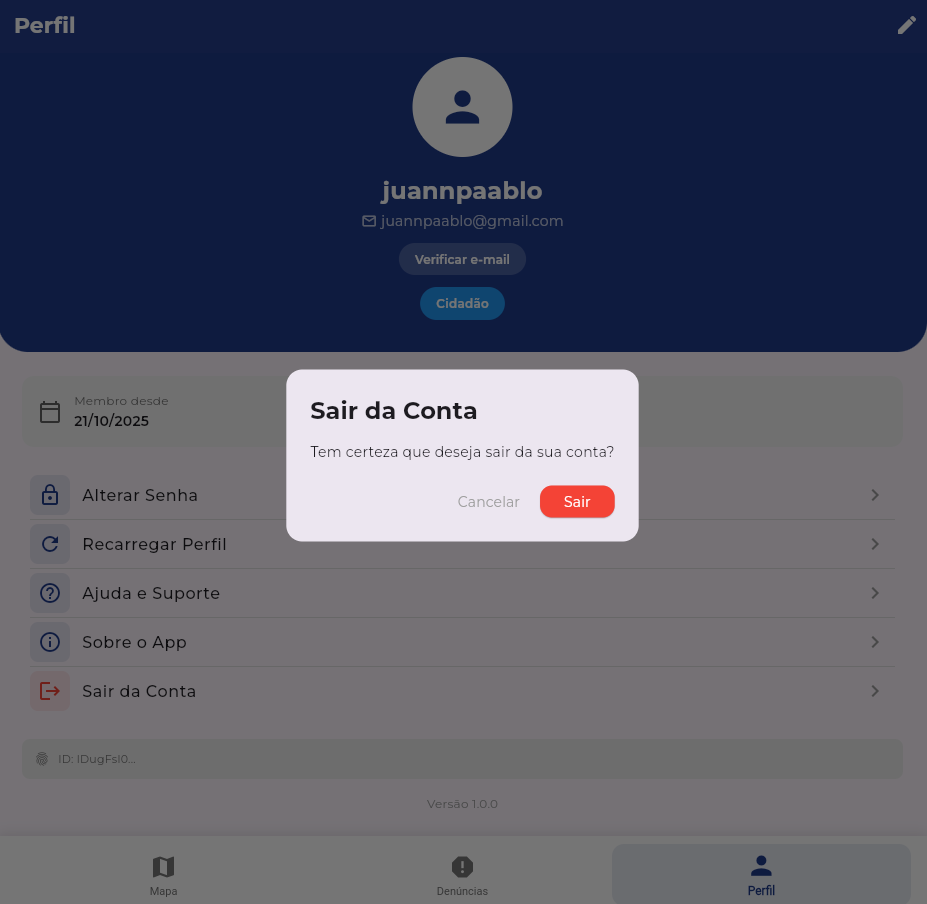 Perfil
juannpaablo
juannpaablo@gmail.com
Verificar e-mail
Cidadão
Membro desde
21/10/2025
Sair da Conta
Tem certeza que deseja sair da sua conta?
Cancelar
Sair
Alterar Senha
Recarregar Perfil
Ajuda e Suporte
Sobre o App
Sair da Conta
ID: IDugFsI0...
Versão 1.0.0
Mapa
Denúncias
Perfil